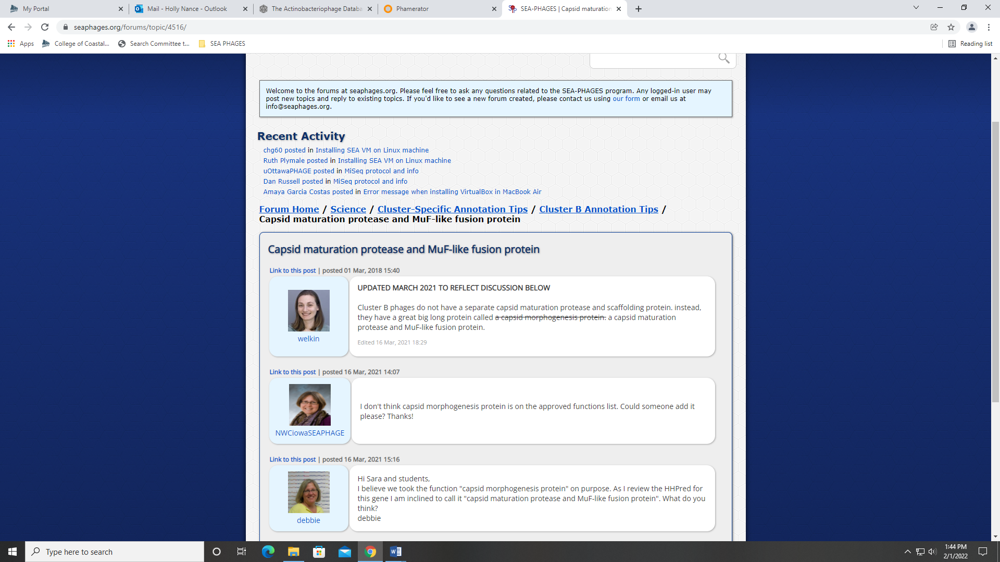 My Portal
Mail - Holly Nance - Outlook
The Actinobacteriophage Databa
Phamerator
SEA-PHAGES | Capsid maturation
seaphages.org/forums/topic/4516/
Apps
College of Coastal...
Search Committee t...
SEA PHAGES
Reading list
Welcome to the forums at seaphages.org. Please feel free to ask any questions related to the SEA-PHAGES program. Any logged-in user may
post new topics and reply to existing topics. If you'd like to see a new forum created, please contact us using our form or email us at
info@seaphages.org.
Recent Activity
chg60 posted in Installing SEA VM on Linux machine
Ruth Plymale posted in Installing SEA VM on Linux machine
uOttawaPHAGE posted in MiSeq protocol and info
Dan Russell posted in MiSeq protocol and info
Amaya Garcia Costas posted in Error message when installing VirtualBox in MacBook Air
Forum Home / Science / Cluster-Specific Annotation Tips / Cluster B Annotation Tips /
Capsid maturation protease and MuF-like fusion protein
Capsid maturation protease and MuF-like fusion protein
Link to this post | posted 01 Mar, 2018 15:40
welkin
UPDATED MARCH 2021 TO REFLECT DISCUSSION BELOW
Cluster B phages do not have a separate capsid maturation protease and scaffolding protein. instead,
they have a great big long protein called a capsid morphogenesis protein. a capsid maturation
protease and MuF-like fusion protein.
Edited 16 Mar, 2021 18:29
Link to this post | posted 16 Mar, 2021 14:07
NWCiowaSEAPHAGE
I don't think capsid morphogenesis protein is on the approved functions list. Could someone add it
please? Thanks!
Link to this post | posted 16 Mar, 2021 15:16
debbie
Hi Sara and students,
I believe we took the function "capsid morphogenesis protein" on purpose. As I review the HHPred for
this gene I am inclined to call it "capsid maturation protease and MuF-like fusion protein". What do you
think?
debbie
Type here to search
1:44 PM
2/1/2022